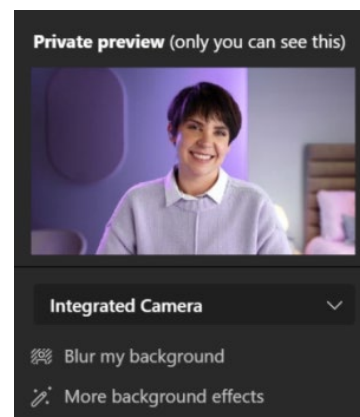 Private preview (only you can see this)
Integrated Camera
Blur my background
More background effects